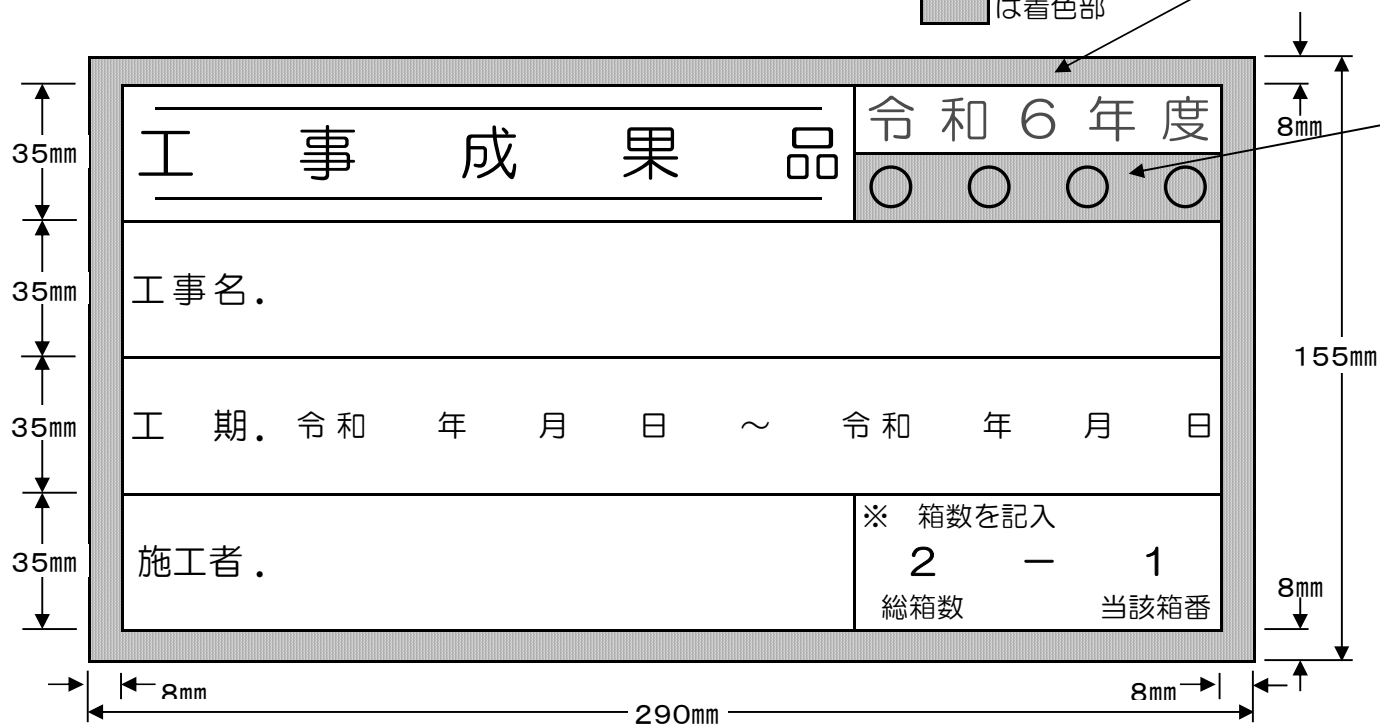 は着色部
工事成果品
令和６年度
〇〇〇〇
工事名．
工　期．令和　年　月　日　～　令和　年　月　日
施工者．
※　箱数を記入
２　－　１
総箱数　当該箱番
35mm
35mm
35mm
35mm
8mm
155mm
8mm
8mm
8mm
290mm